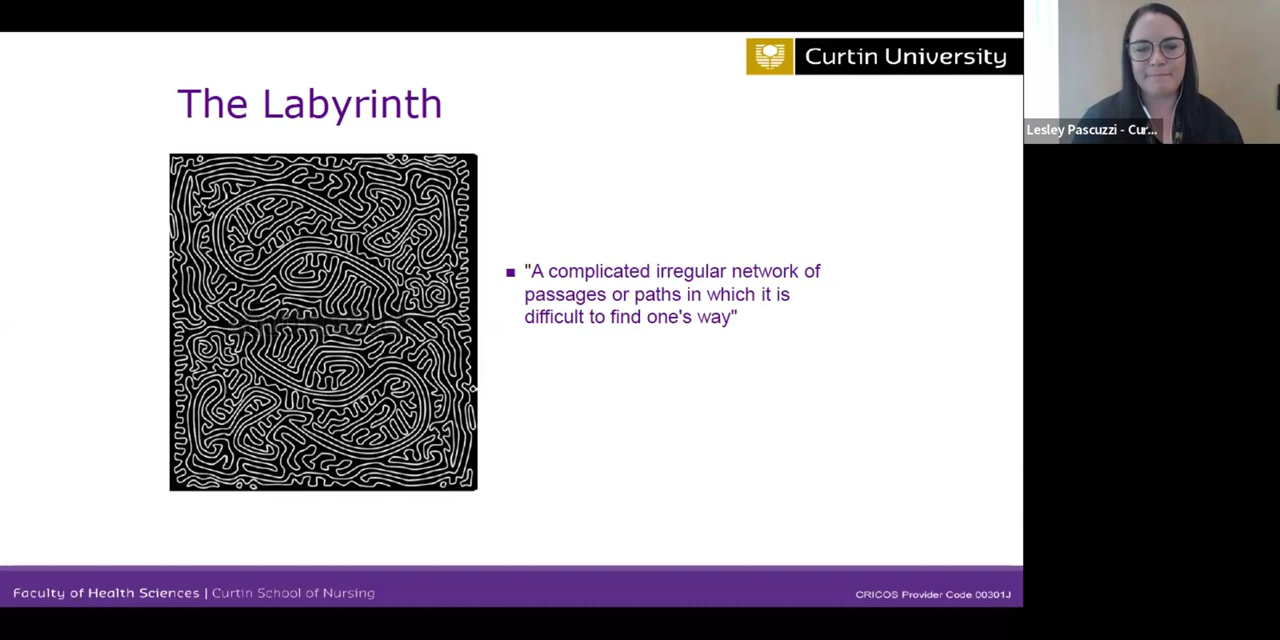 Curtin University
Lesley Pascuzzi - Cur...
The Labyrinth
"A complicated irregular network of
passages or paths in which it is
difficult to find one's way"
Faculty of Health Sciences | Curtin School of Nursing
CRICOS Provider Code 00301J